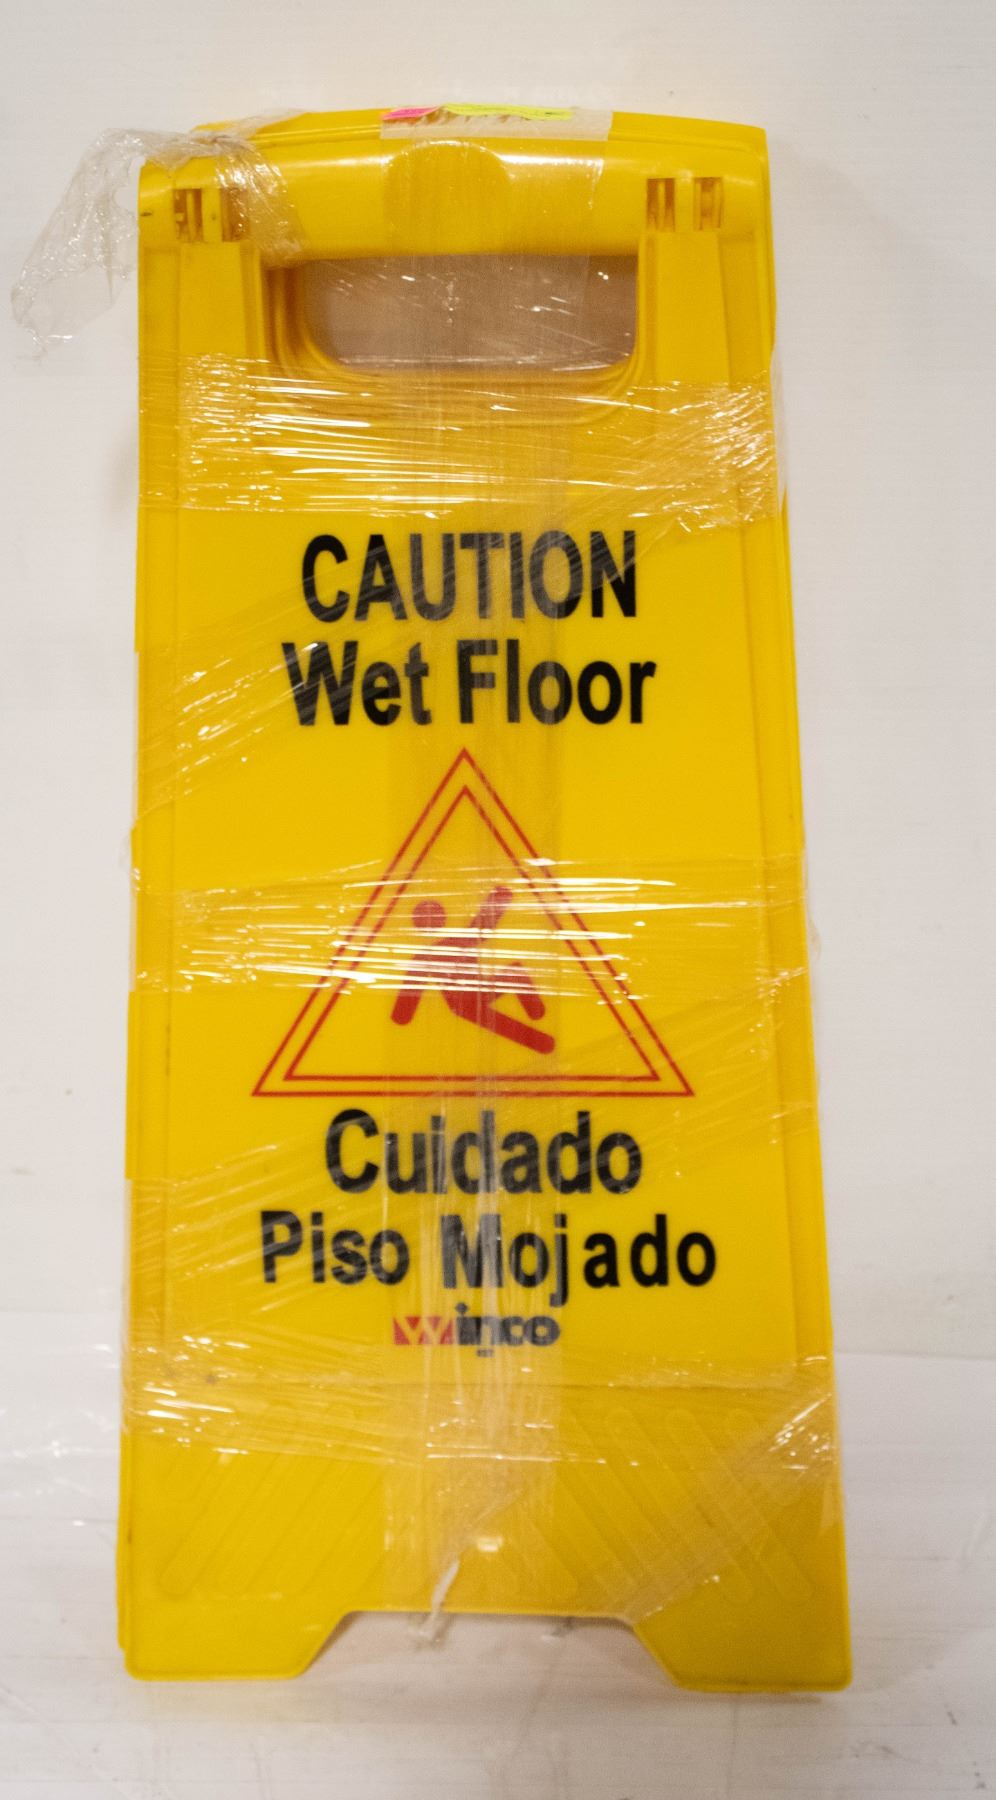 CAUTION
Wet Floor
Cuidado
Piso Mojado
Winco